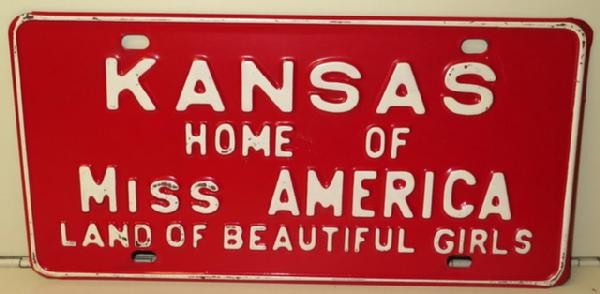 KANSAS
HOME OF
Miss AMERICA
LAND OF BEAUTIFUL GIRLS